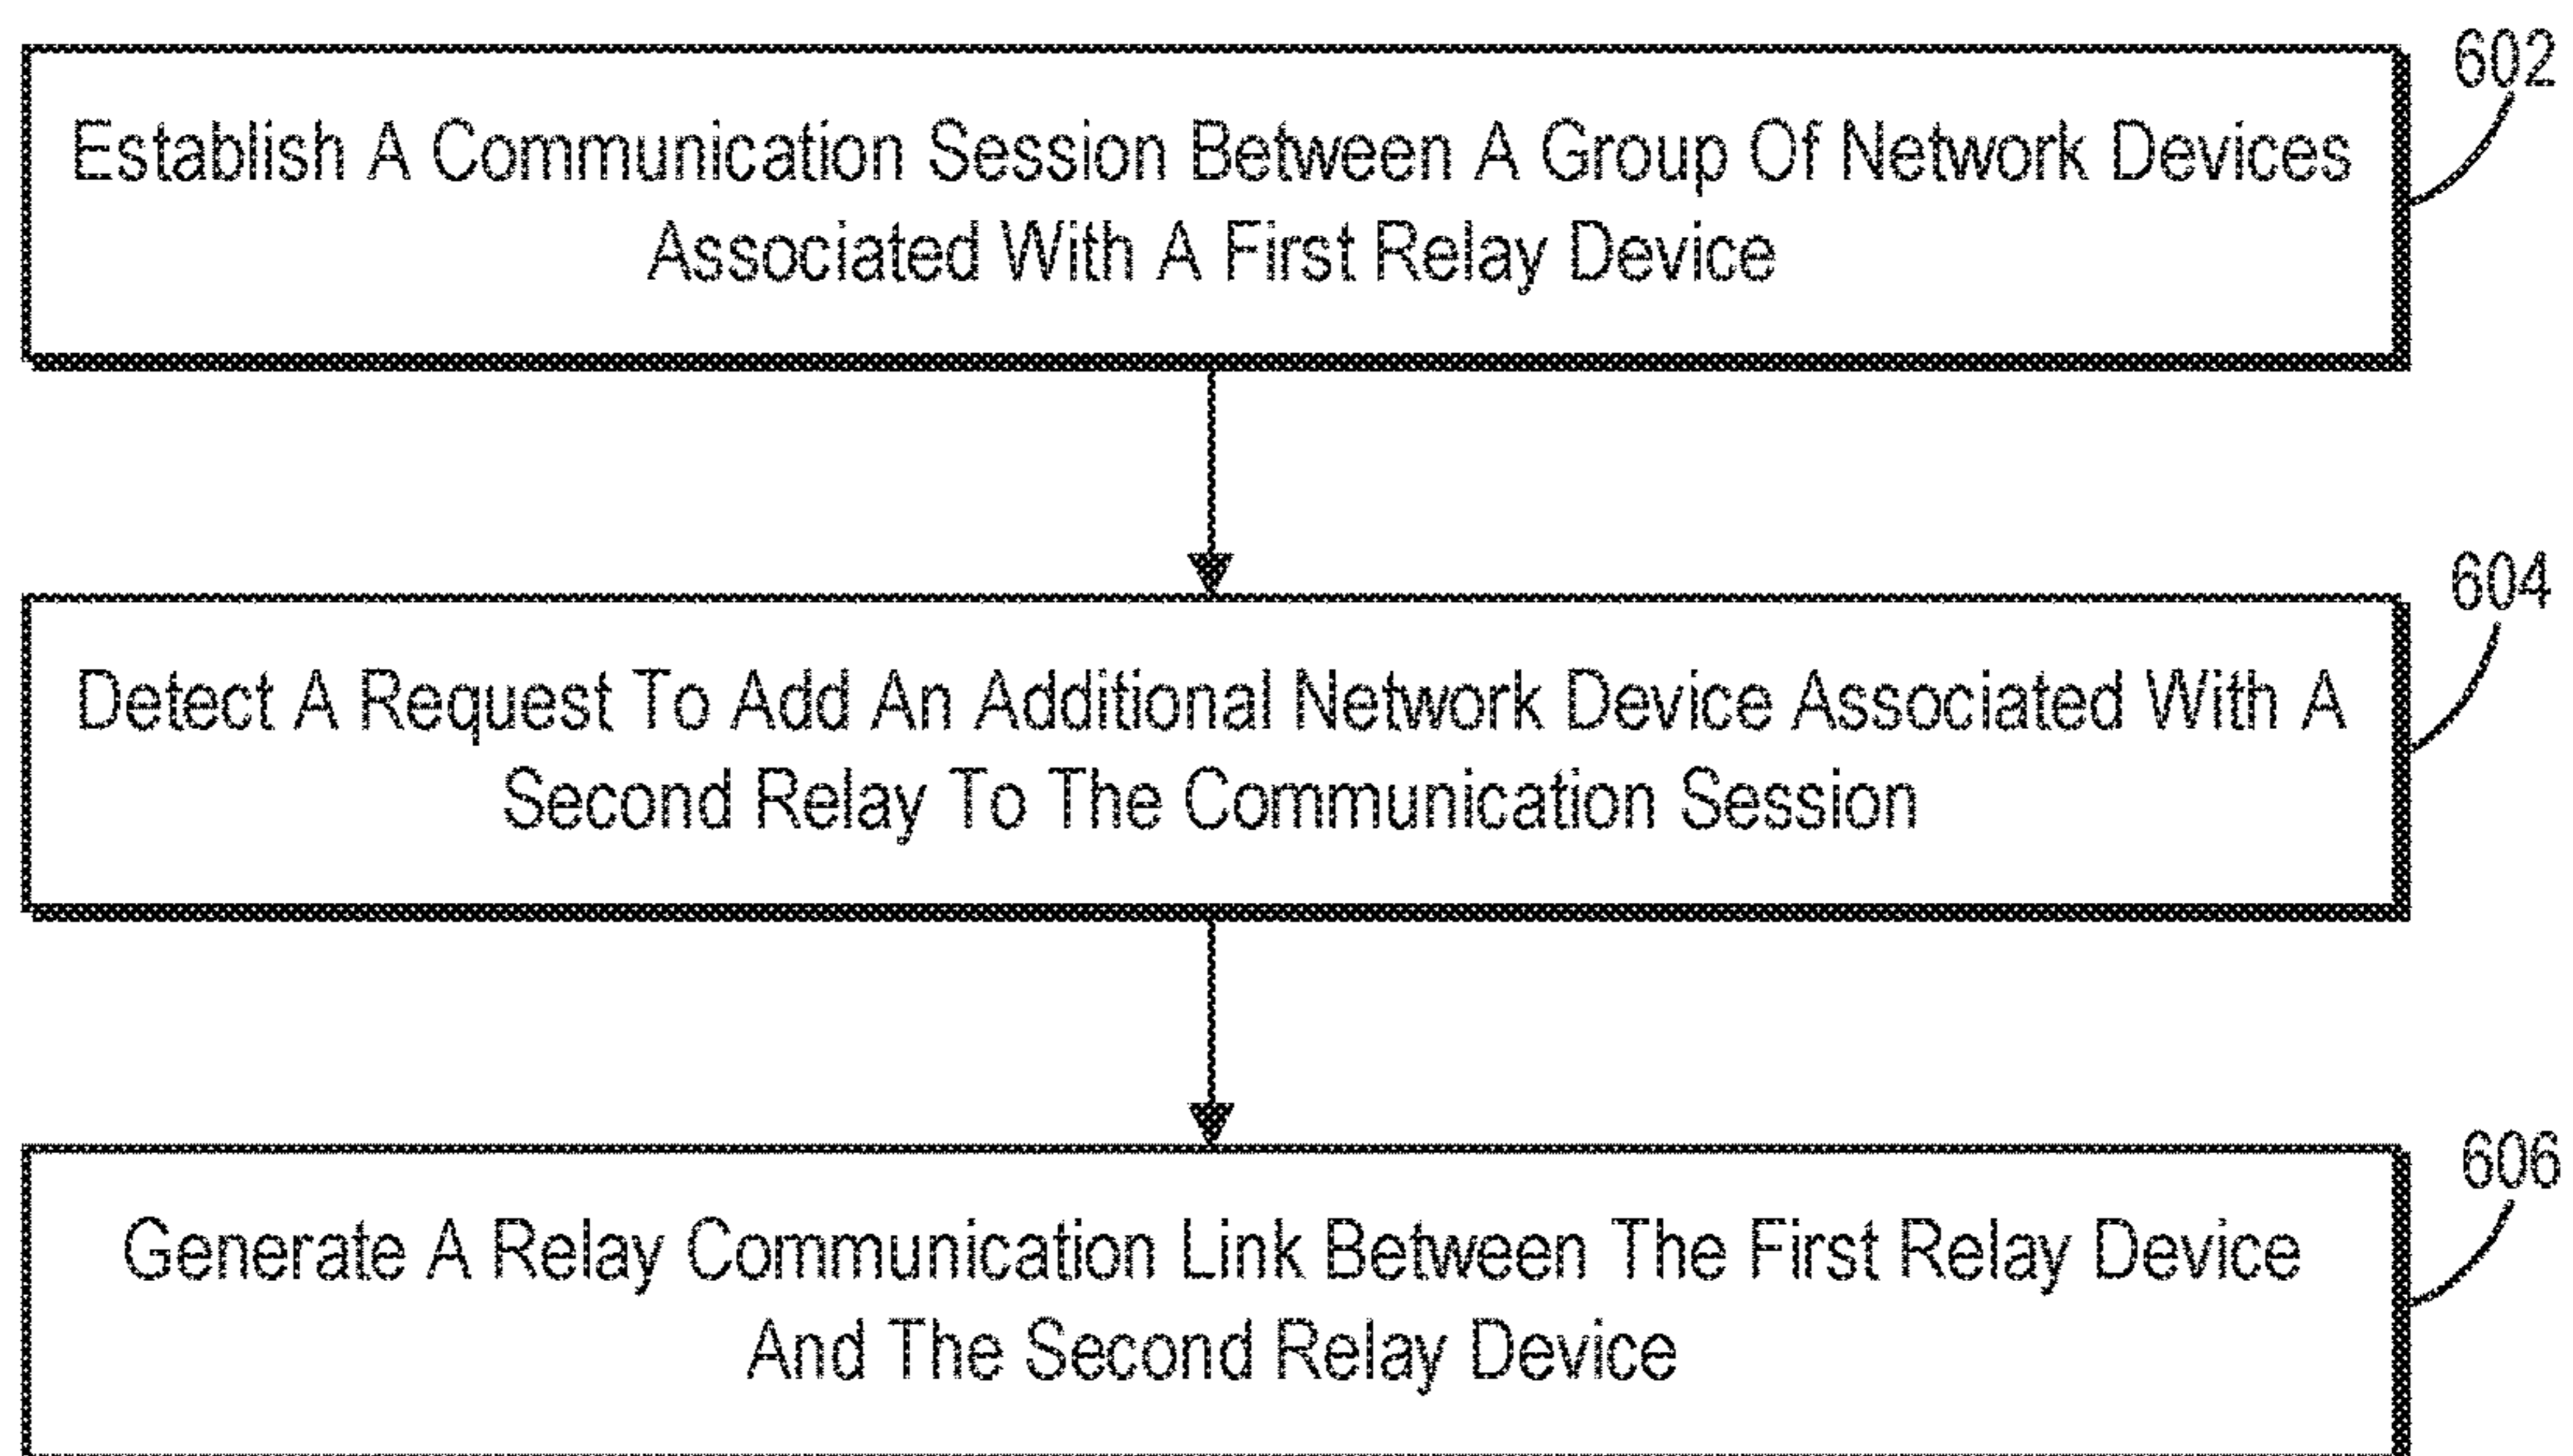 602
Establish A Communication Session Between A Group Of Network Devices
Associated With A First Relay Device
604
Detect A Request To Add An Additional Network Device Associated With A
Second Relay To The Communication Session
606
Generate A Relay Communication Link Between The First Relay Device
And The Second Relay Device